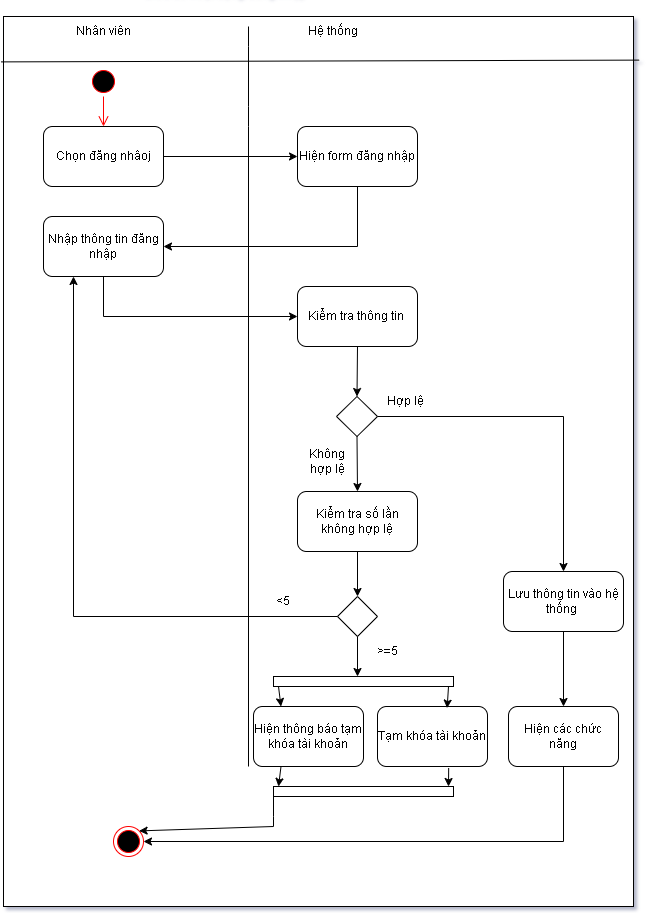 Nhân viên
Hệ thống
Chọn đăng nhâoj
Hiện form đăng nhập
Nhập thông tin đăng
nhập
Kiểm tra thông tin
Hợp lệ
Không
hợp lệ
Kiểm tra số lần
không hợp lệ
<5
Lưu thông tin vào hệ
thống
>=5
Hiện thông báo tạm
khóa tài khoản
Tạm khóa tài khoản
Hiện các chức
năng